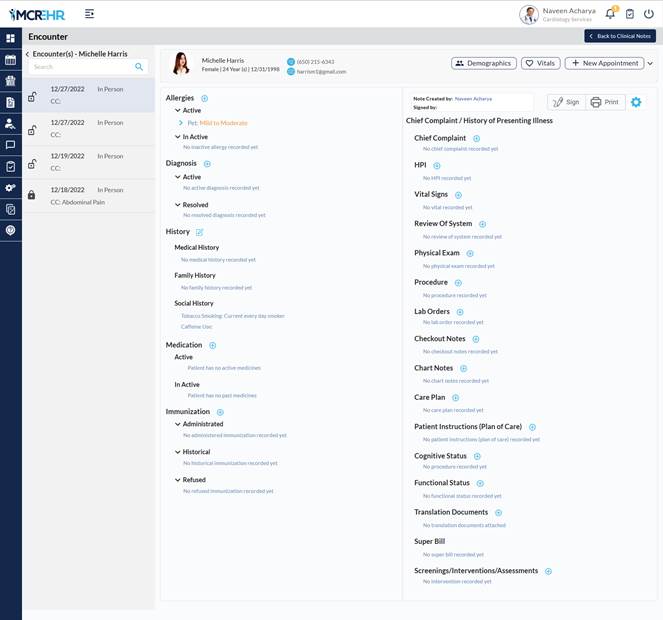 MCREHR
Naveen Acharya
Cardiology Services
Encounter
Back to Clinical Notes
Encounter(s) - Michelle Harris
Search
12/27/2022 In Person
CC:
12/27/2022 In Person
CC:
12/19/2022 In Person
CC:
12/18/2022 In Person
CC: Abdominal Pain
Michelle Harris
Female | 24 Year (s) | 12/31/1998
(650) 215-6343
harrism1@gmail.com
Demographics
Vitals
New Appointment
Allergies
Active
Pet: Mild to Moderate
In Active
No inactive allergy recorded yet
Diagnosis
Active
No active diagnosis recorded yet
Resolved
No resolved diagnosis recorded yet
History
Medical History
No medical history recorded yet
Family History
No family history recorded yet
Social History
Tobacco Smoking: Current every day smoker
Caffeine Use:
Medication
Active
Patient has no active medicines
In Active
Patient has no past medicines
Immunization
Administrated
No administered immunization recorded yet
Historical
No historical immunization recorded yet
Refused
No refused immunization recorded yet
Note Created by: Naveen Acharya
Signed by:
Sign
Print
Chief Complaint / History of Presenting Illness
Chief Complaint
No chief complaint recorded yet
HPI
No HPI recorded yet
Vital Signs
No vital recorded yet
Review Of System
No review of system recorded yet
Physical Exam
No physical exam recorded yet
Procedure
No procedure recorded yet
Lab Orders
No lab order recorded yet
Checkout Notes
No checkout notes recorded yet
Chart Notes
No chart notes recorded yet
Care Plan
No care plan recorded yet
Patient Instructions (Plan of Care)
No patient instructions (plan of care) recorded yet
Cognitive Status
No procedure recorded yet
Functional Status
No functional status recorded yet
Translation Documents
No translation documents attached
Super Bill
No super bill recorded yet
Screenings/Interventions/Assessments
No intervention recorded yet